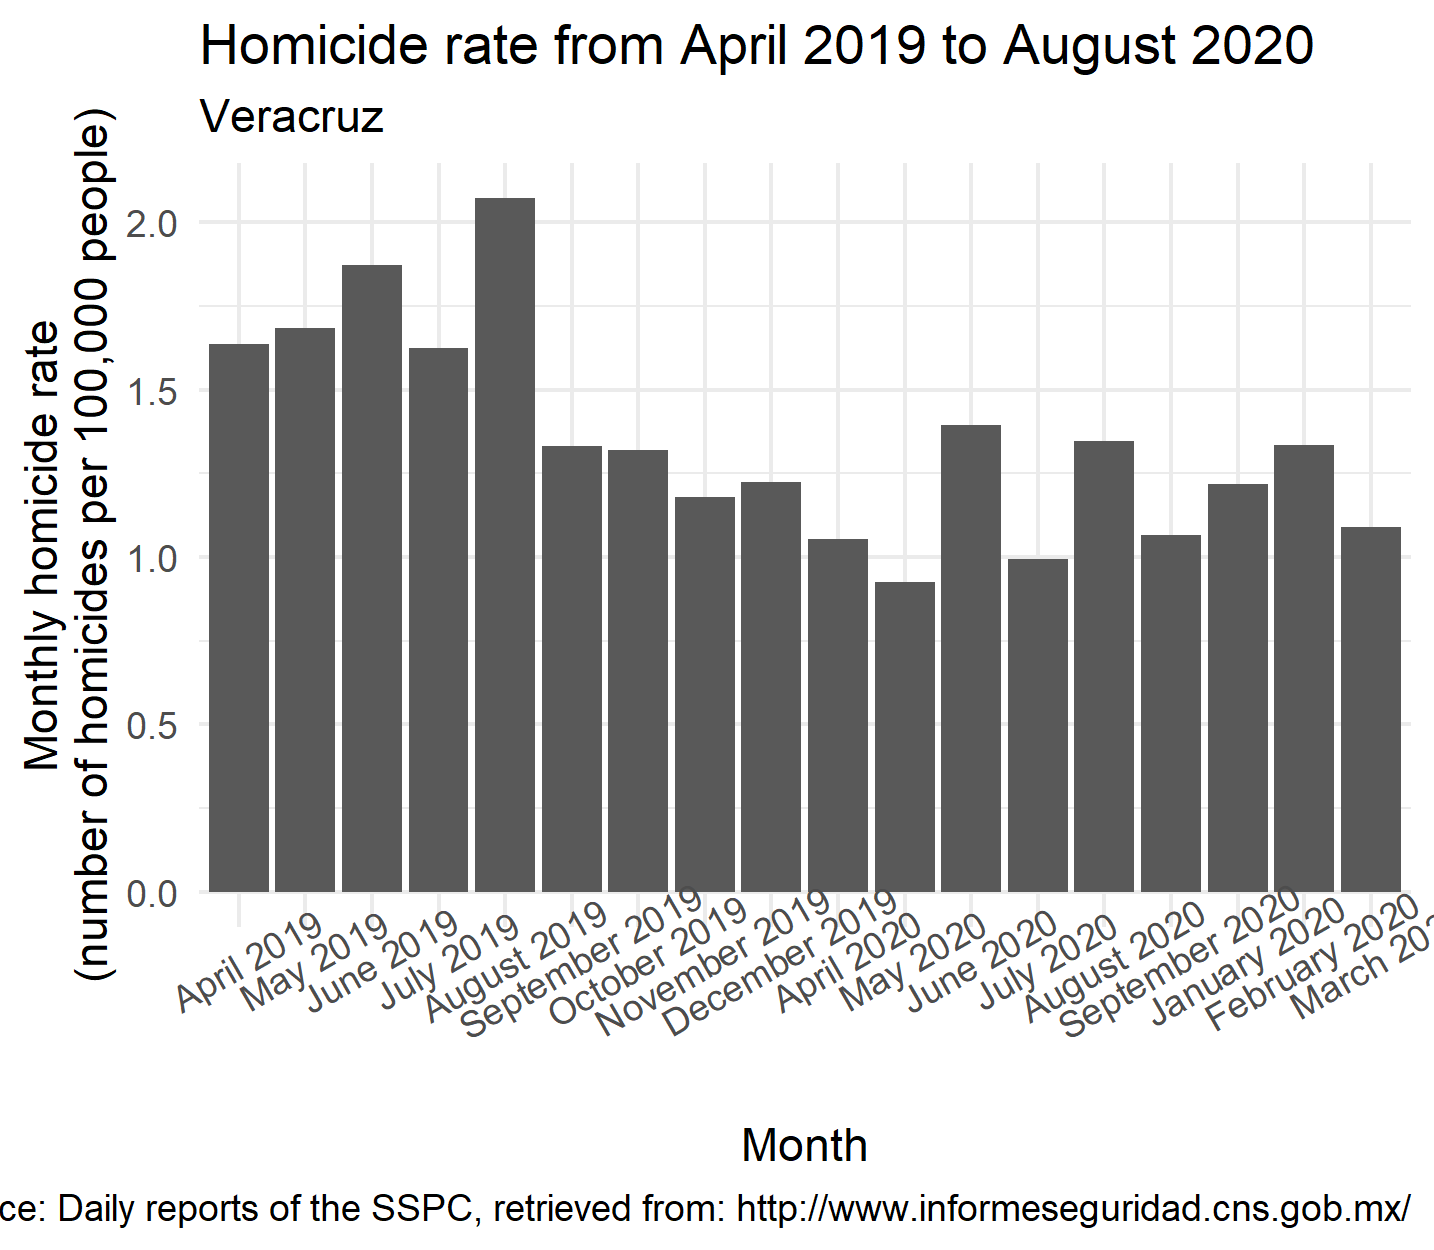 Homicide rate from April 2019 to August 2020
Veracruz
Monthly homicide rate
(number of homicides per 100,000 people)
2.0
1.5
1.0
0.5
0.0
April 2019
May 2019
June 2019
July 2019
August 2019
September 2019
October 2019
November 2019
December 2019
April 2020
May 2020
June 2020
July 2020
August 2020
September 2020
January 2020
February 2020
March 202
Month
ce: Daily reports of the SSPC, retrieved from: http://www.informeseguridad.cns.gob.mx/